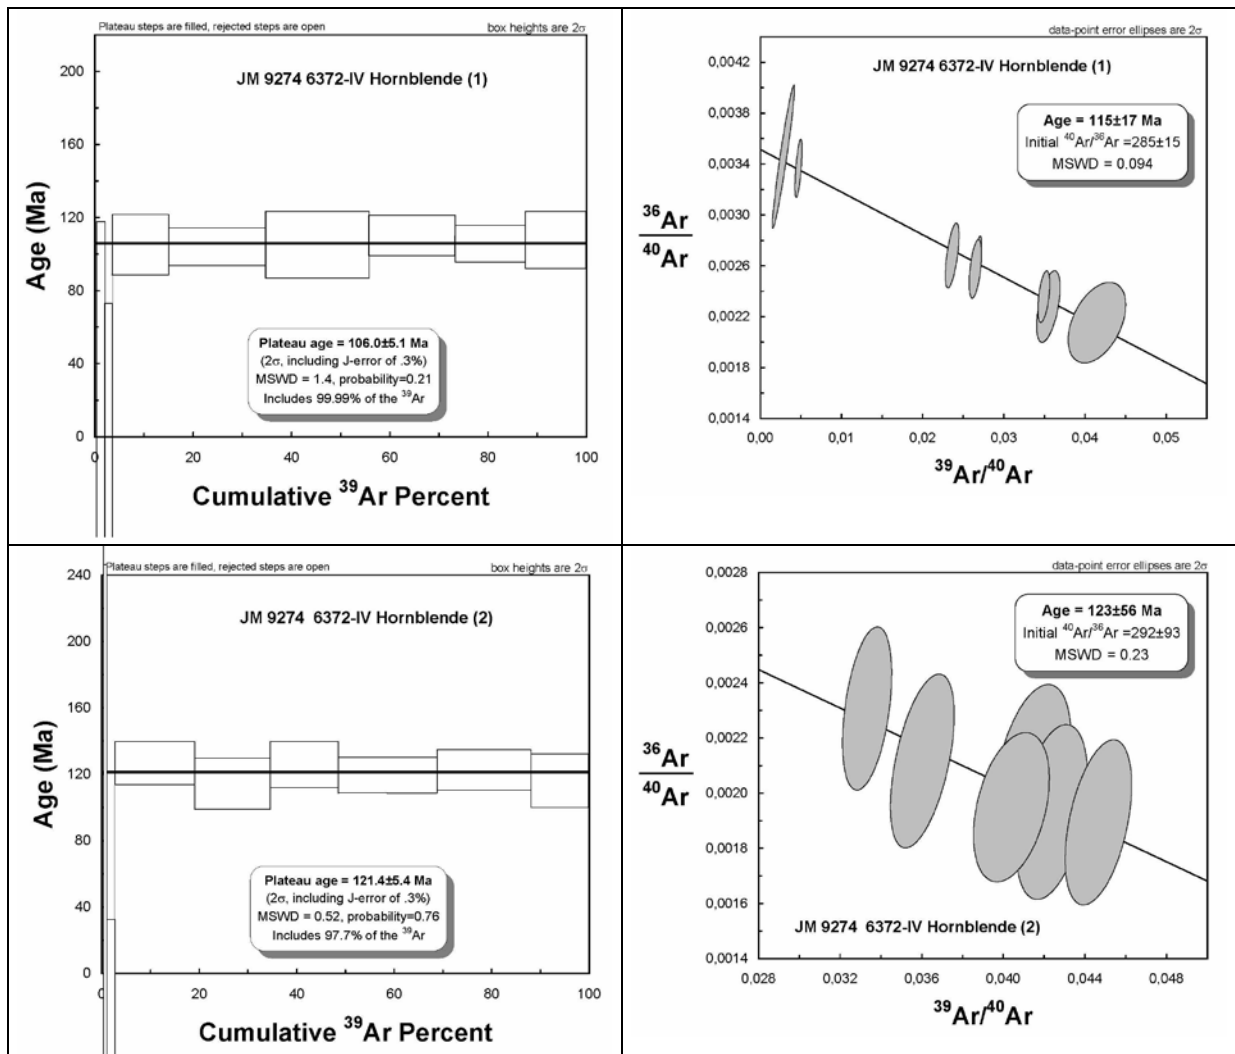 Plateau steps are filled, rejected steps are open
box heights are 2σ
200
160
120
80
40
0
JM 9274 6372-IV Hornblende (1)
Plateau age = 106.0±5.1 Ma
(2σ, including J-error of .3%)
MSWD = 1.4, probability=0.21
Includes 99.99% of the ³⁹Ar
Age (Ma)
0 20 40 60 80 100
Cumulative ³⁹Ar Percent
data-point error ellipses are 2σ
0,0042
0,0038
0,0034
0,0030
0,0026
0,0022
0,0018
0,0014
JM 9274 6372-IV Hornblende (1)
Age = 115±17 Ma
Initial ⁴⁰Ar/³⁶Ar =285±15
MSWD = 0.094
³⁶Ar
⁴⁰Ar
0,00 0,01 0,02 0,03 0,04 0,05
³⁹Ar/⁴⁰Ar
Plateau steps are filled, rejected steps are open
box heights are 2σ
240
200
160
120
80
40
0
JM 9274 6372-IV Hornblende (2)
Plateau age = 121.4±5.4 Ma
(2σ, including J-error of .3%)
MSWD = 0.52, probability=0.76
Includes 97.7% of the ³⁹Ar
Age (Ma)
0 20 40 60 80 100
Cumulative ³⁹Ar Percent
data-point error ellipses are 2σ
0,0028
0,0026
0,0024
0,0022
0,0020
0,0018
0,0016
0,0014
Age = 123±56 Ma
Initial ⁴⁰Ar/³⁶Ar =292±93
MSWD = 0.23
³⁶Ar
⁴⁰Ar
JM 9274 6372-IV Hornblende (2)
0,028 0,032 0,036 0,040 0,044 0,048
³⁹Ar/⁴⁰Ar